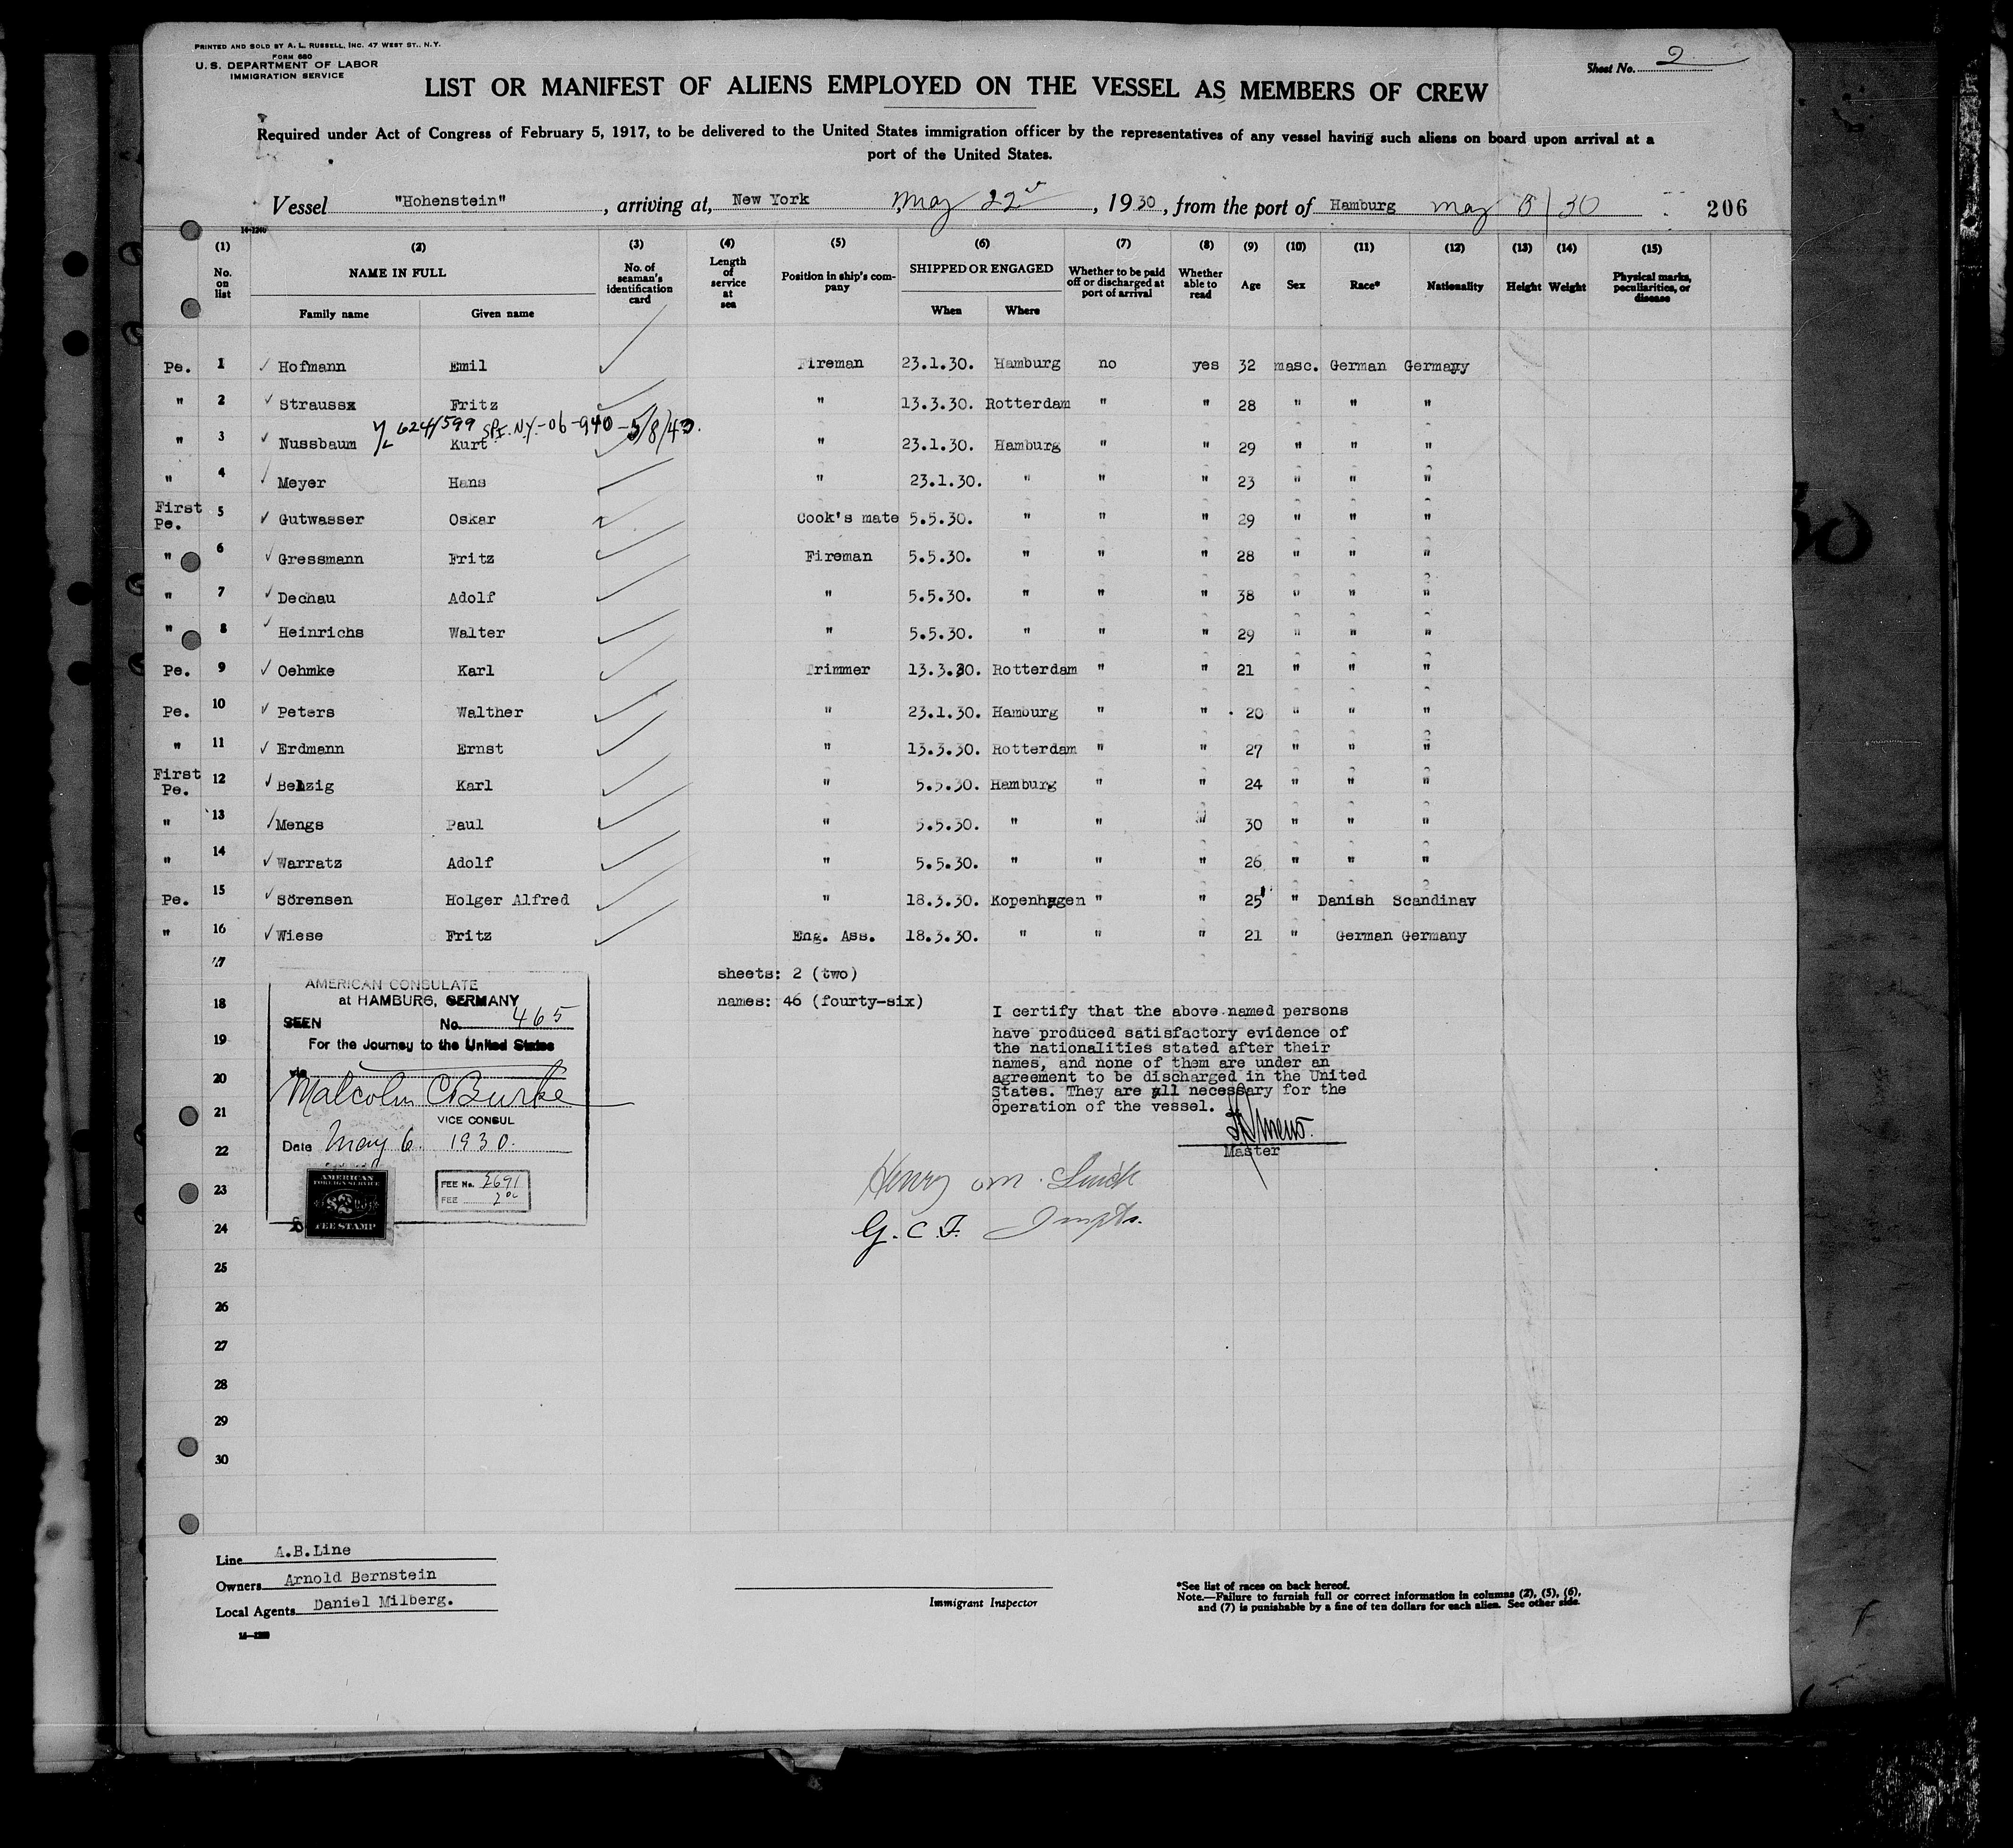 PRINTED AND SOLD BY A. L. RUSSELL, INC. 47 WEST ST., N. Y.
FORM 680
U. S. DEPARTMENT OF LABOR
IMMIGRATION SERVICE
Sheet No. 2
LIST OR MANIFEST OF ALIENS EMPLOYED ON THE VESSEL AS MEMBERS OF CREW
Required under Act of Congress of February 5, 1917, to be delivered to the United States immigration officer by the representatives of any vessel having such aliens on board upon arrival at a
port of the United States.
Vessel "Hohenstein", arriving at, New York May 22, 1930, from the port of Hamburg May 8/30 206
14-1240
(1) (2) (3) (4) (5) (6) (7) (8) (9) (10) (11) (12) (13) (14) (15)
No. on list NAME IN FULL No. of seaman's identification card Length of service at sea Position in ship's company SHIPPED OR ENGAGED Whether to be paid off or discharged at port of arrival Whether able to read Age Sex Race* Nationality Height Weight Physical marks, peculiarities, or disease
Family name Given name When Where
Pe. 1 Hofmann Emil Fireman 23.1.30. Hamburg no yes 32 masc. German Germany
" 2 Straussx Fritz " 13.3.30. Rotterdam " " 28 " " "
624/599 SPI. N.Y.-06-940-5/8/43.
" 3 Nussbaum Kurt " 23.1.30. Hamburg " " 29 " " "
" 4 Meyer Hans " 23.1.30. " " " 23 " " "
First Pe. 5 Gutwasser Oskar Cook's mate 5.5.30. " " " 29 " " "
" 6 Gressmann Fritz Fireman 5.5.30. " " " 28 " " "
" 7 Dechau Adolf " 5.5.30. " " " 38 " " "
" 8 Heinrichs Walter " 5.5.30. " " " 29 " " "
Pe. 9 Oehmke Karl Trimmer 13.3.30. Rotterdam " " 21 " " "
Pe. 10 Peters Walther " 23.1.30. Hamburg " " 20 " " "
" 11 Erdmann Ernst " 13.3.30. Rotterdam " " 27 " " "
First Pe. 12 Belzig Karl " 5.5.30. Hamburg " " 24 " " "
" 13 Mengs Paul " 5.5.30. " " " 30 " " "
" 14 Warratz Adolf " 5.5.30. " " " 26 " " "
Pe. 15 Sörensen Holger Alfred " 18.3.30. Kopenhagen " " 25 " Danish Scandinav
" 16 Wiese Fritz Eng. Ass. 18.3.30. " " " 21 " German Germany
17
18
19
20
21
22
23
24
25
26
27
28
29
30
sheets: 2 (two)
names: 46 (fourty-six)
AMERICAN CONSULATE
at HAMBURG, GERMANY
SEEN No. 465
For the Journey to the United States
via
Malcolm C Burke
VICE CONSUL
Date May 6. 1930.
AMERICAN
FOREIGN SERVICE
$2
FEE STAMP
FEE No. 2691
FEE 2.00
I certify that the above named persons
have produced satisfactory evidence of
the nationalities stated after their
names, and none of them are under an
agreement to be discharged in the United
States. They are all necessary for the
operation of the vessel.
Master
Henry M.
G. C. F.
Line A.B.Line
Owners Arnold Bernstein
Local Agents Daniel Milberg.
Immigrant Inspector
*See list of races on back hereof.
Note.—Failure to furnish full or correct information in columns (2), (5), (6),
and (7) is punishable by a fine of ten dollars for each alien. See other side.
30